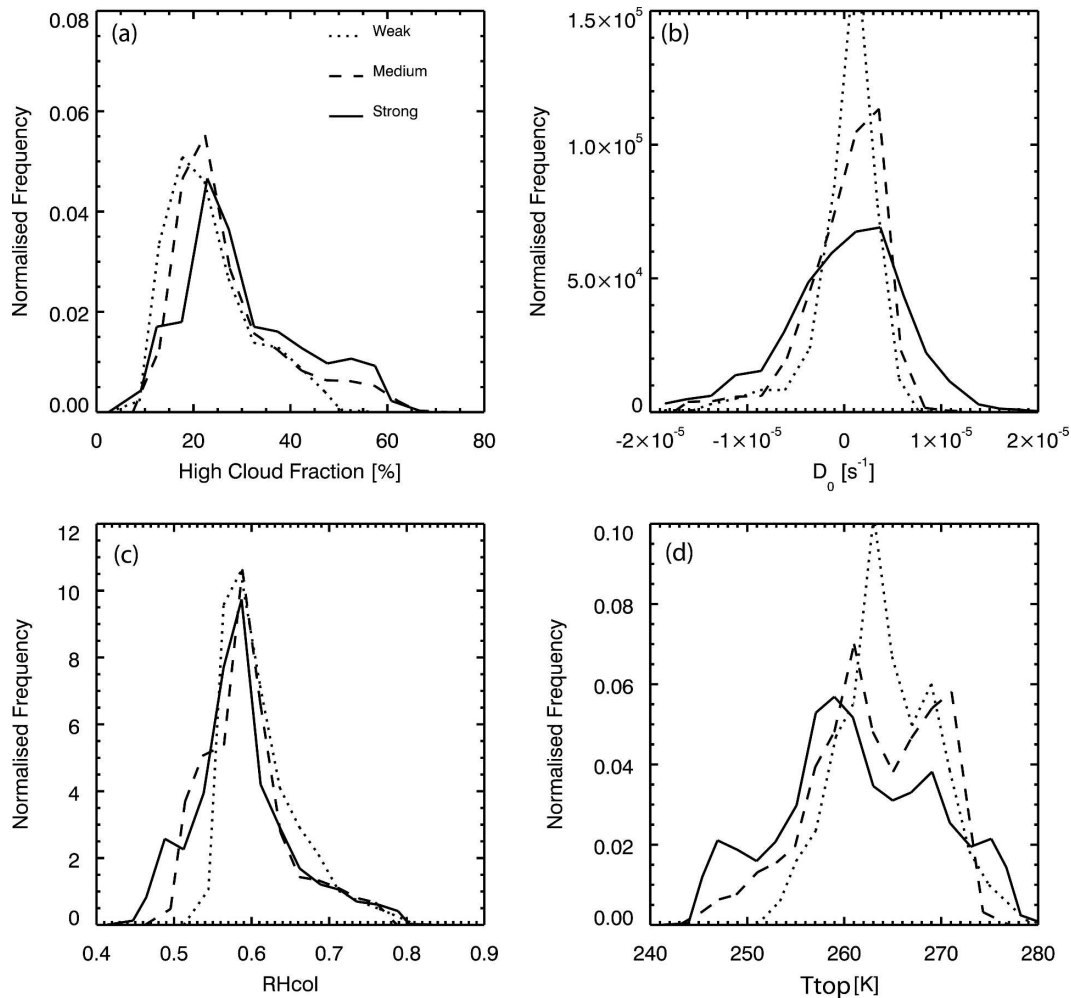 (a)
Weak
Medium
Strong
Normalised Frequency
0.08
0.06
0.04
0.02
0.00
0 20 40 60 80
High Cloud Fraction [%]
(b)
Normalised Frequency
1.5×10⁵
1.0×10⁵
5.0×10⁴
0
-2×10⁻⁵ -1×10⁻⁵ 0 1×10⁻⁵ 2×10⁻⁵
D₀ [s⁻¹]
(c)
Normalised Frequency
12
10
8
6
4
2
0
0.4 0.5 0.6 0.7 0.8 0.9
RHcol
(d)
Normalised Frequency
0.10
0.08
0.06
0.04
0.02
0.00
240 250 260 270 280
Ttop [K]